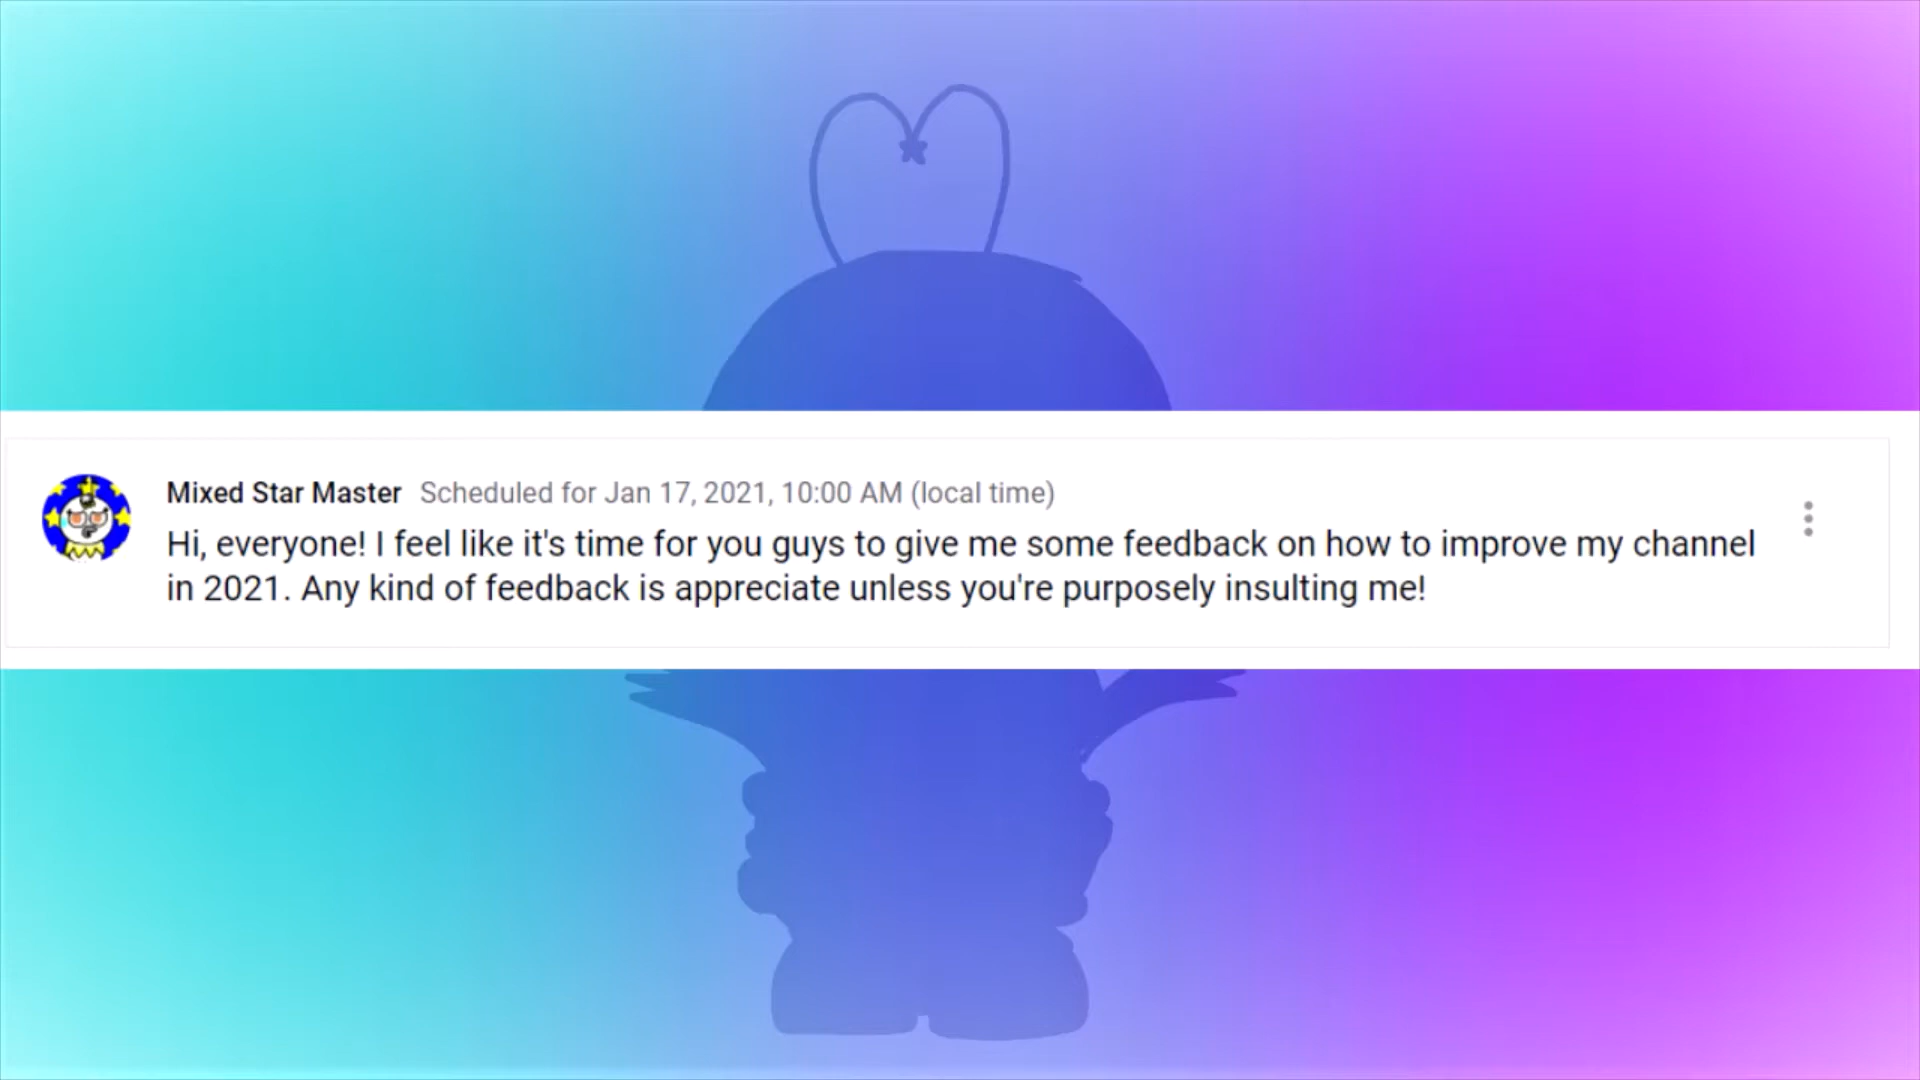 Mixed Star Master Scheduled for Jan 17, 2021, 10:00 AM (local time)
Hi, everyone! I feel like it's time for you guys to give me some feedback on how to improve my channel
in 2021. Any kind of feedback is appreciate unless you're purposely insulting me!